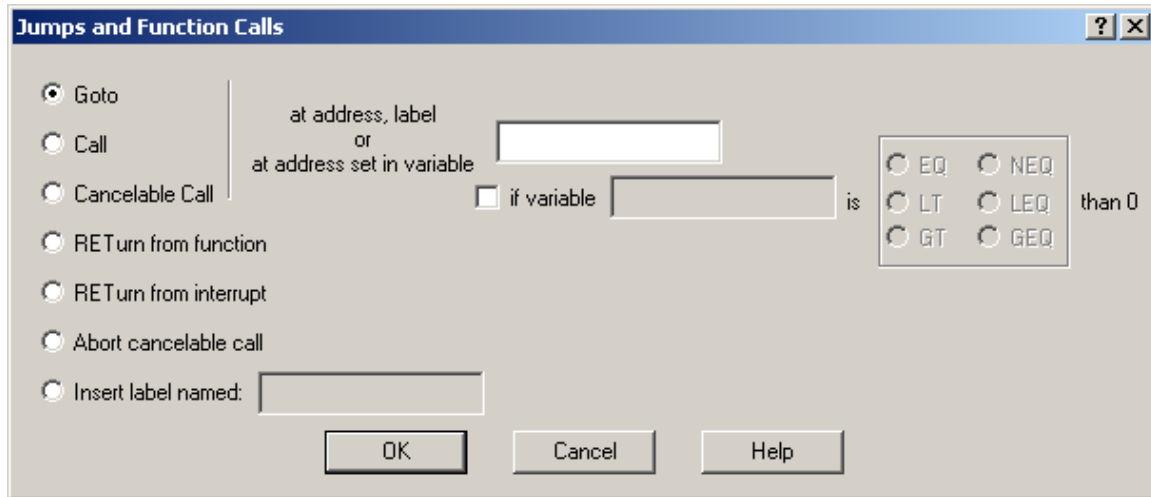 Jumps and Function Calls
Goto
Call
Cancelable Call
RETurn from function
RETurn from interrupt
Abort cancelable call
Insert label named:
at address, label
or
at address set in variable
if variable
is
EQ NEQ
LT LEQ
GT GEQ
than 0
OK Cancel Help